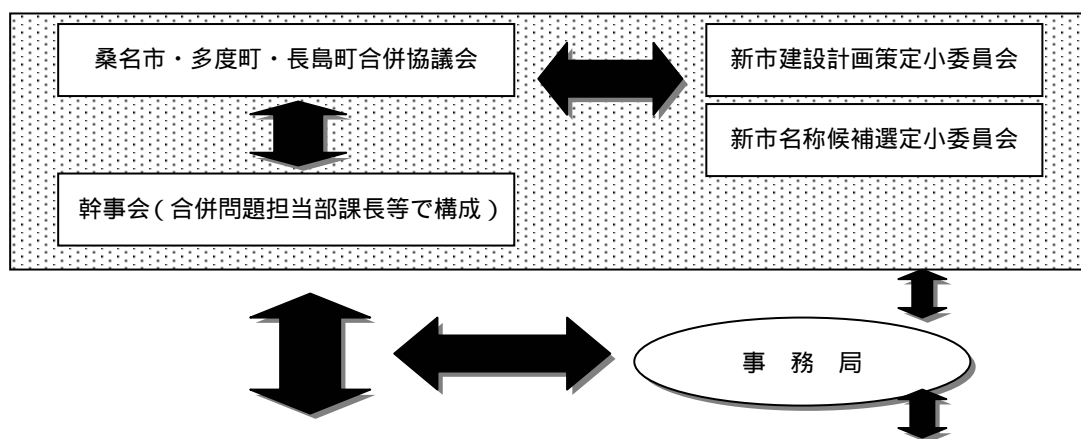 桑名市・多度町・長島町合併協議会
新市建設計画策定小委員会
新市名称候補選定小委員会
幹事会(合併問題担当部課長等で構成)
事 務 局